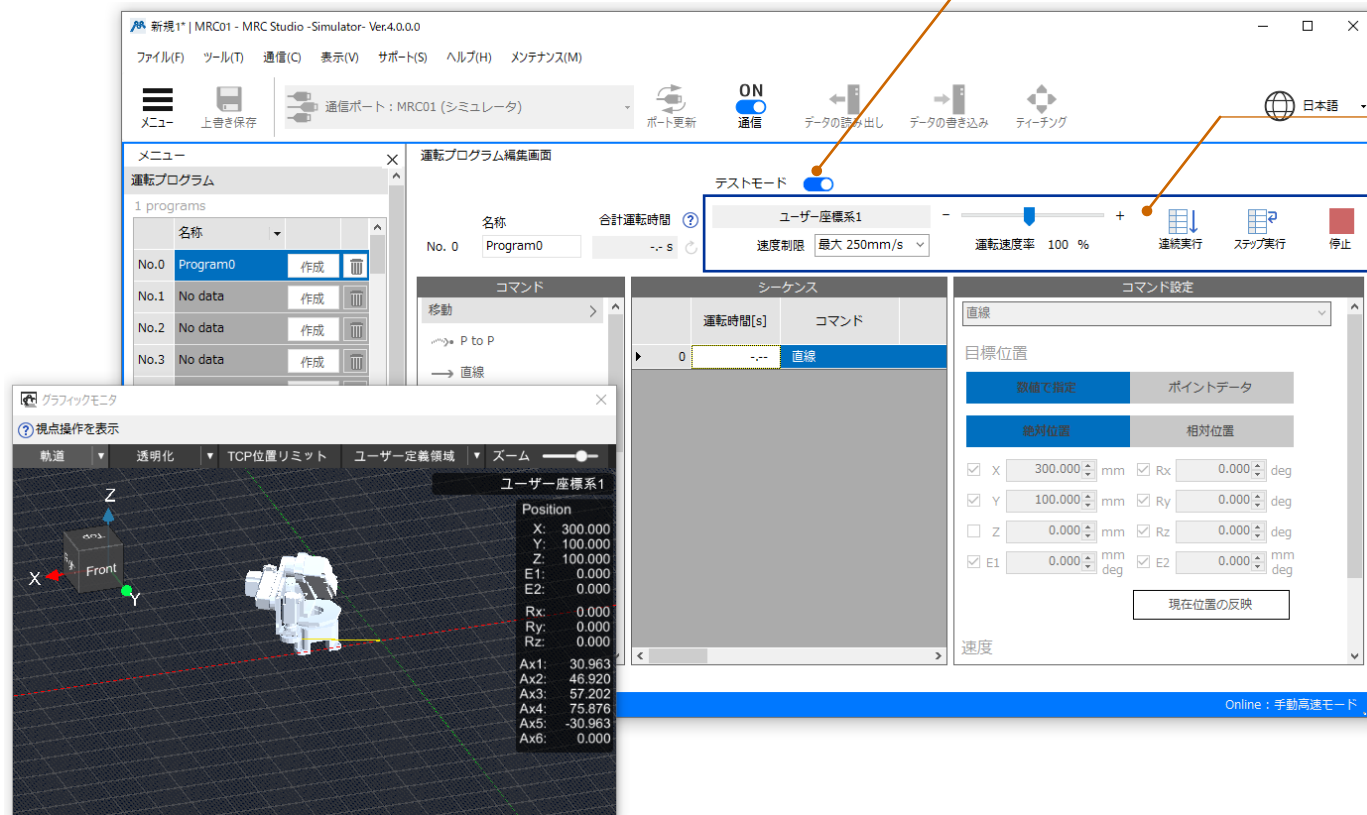 新規1* | MRC01 - MRC Studio -Simulator- Ver.4.0.0.0
ファイル(F) ツール(T) 通信(C) 表示(V) サポート(S) ヘルプ(H) メンテナンス(M)
メニュー 上書き保存 通信ポート：MRC01 (シミュレータ) ポート更新 ON 通信 データの読み出し データの書き込み ティーチング 日本語
メニュー
運転プログラム
1 programs
名称
No.0 Program0 作成
No.1 No data 作成
No.2 No data 作成
No.3 No data 作成
運転プログラム編集画面
テストモード
名称 合計運転時間 ?
No. 0 Program0 -.- s
ユーザー座標系1 - +
速度制限 最大 250mm/s 運転速度率 100 % 連続実行 ステップ実行 停止
コマンド
移動
P to P
直線
シーケンス
運転時間[s] コマンド
0 -.-- 直線
コマンド設定
直線
目標位置
数値で指定 ポイントデータ
絶対位置 相対位置
X 300.000 mm Rx 0.000 deg
Y 100.000 mm Ry 0.000 deg
Z 0.000 mm Rz 0.000 deg
E1 0.000 mm deg E2 0.000 mm deg
現在位置の反映
速度
Online：手動高速モード
グラフィックモニタ
? 視点操作を表示
軌道 透明化 TCP位置リミット ユーザー定義領域 ズーム
ユーザー座標系1
Z
X
Y
Front
Position
X: 300.000
Y: 100.000
Z: 100.000
E1: 0.000
E2: 0.000
Rx: 0.000
Ry: 0.000
Rz: 0.000
Ax1: 30.963
Ax2: 46.920
Ax3: 57.202
Ax4: 75.876
Ax5: -30.963
Ax6: 0.000